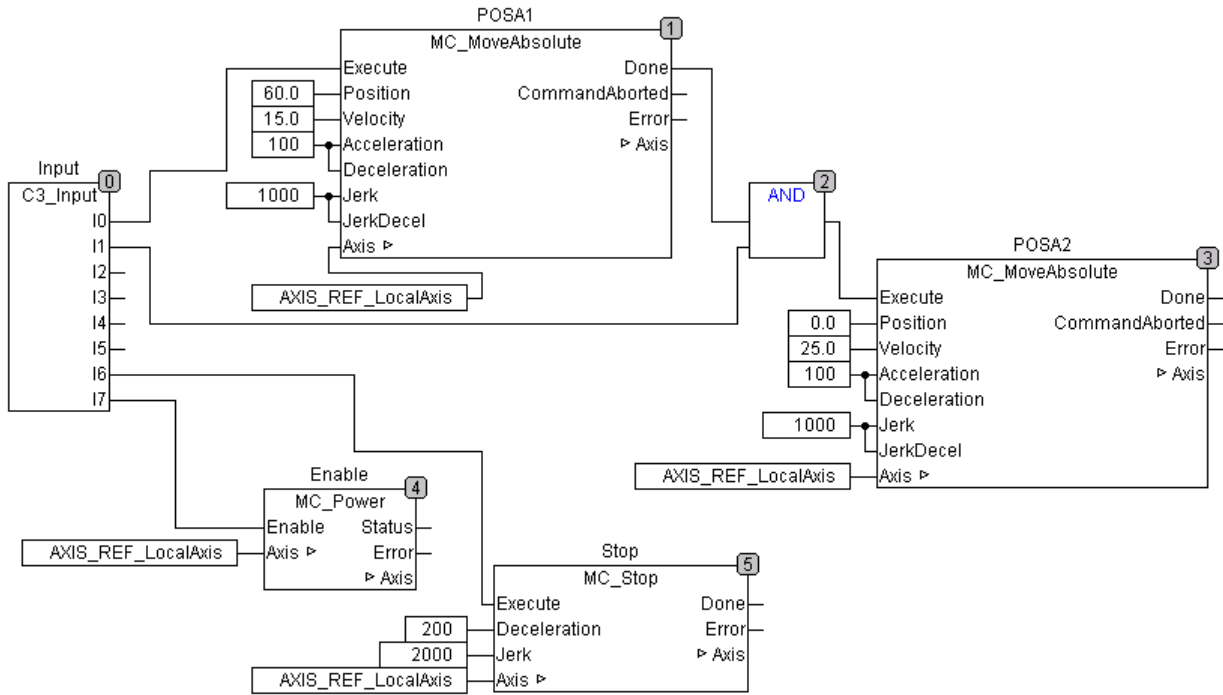 POSA1
1
MC_MoveAbsolute
Execute Done
60.0 Position CommandAborted
15.0 Velocity Error
100 Acceleration Axis
Deceleration
1000 Jerk
JerkDecel
Axis
AXIS_REF_LocalAxis
Input
0
C3_Input
I0
I1
I2
I3
I4
I5
I6
I7
2
AND
POSA2
3
MC_MoveAbsolute
Execute Done
0.0 Position CommandAborted
25.0 Velocity Error
100 Acceleration Axis
Deceleration
1000 Jerk
JerkDecel
AXIS_REF_LocalAxis Axis
Enable
4
MC_Power
Enable Status
AXIS_REF_LocalAxis Axis Error
Axis
Stop
5
MC_Stop
Execute Done
200 Deceleration Error
2000 Jerk Axis
AXIS_REF_LocalAxis Axis